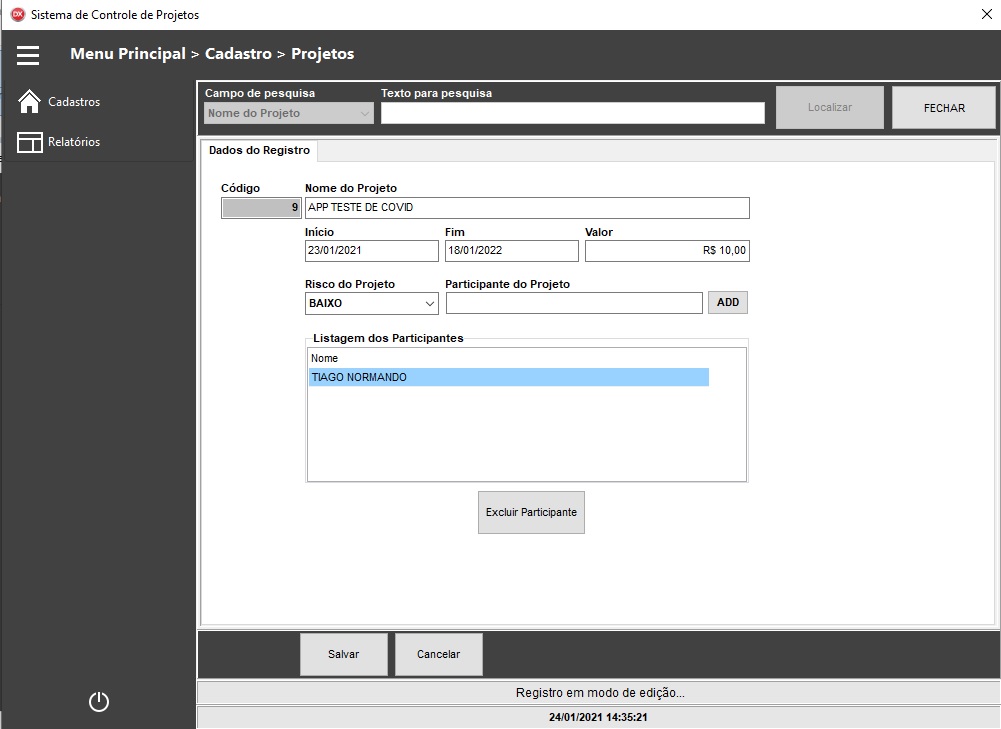 DX Sistema de Controle de Projetos
Menu Principal > Cadastro > Projetos
Cadastros
Relatórios
Campo de pesquisa Texto para pesquisa
Nome do Projeto Localizar FECHAR
Dados do Registro
Código Nome do Projeto
9 APP TESTE DE COVID
Início Fim Valor
23/01/2021 18/01/2022 R$ 10,00
Risco do Projeto Participante do Projeto
BAIXO ADD
Listagem dos Participantes
Nome
TIAGO NORMANDO
Excluir Participante
Salvar Cancelar
Registro em modo de edição...
24/01/2021 14:35:21